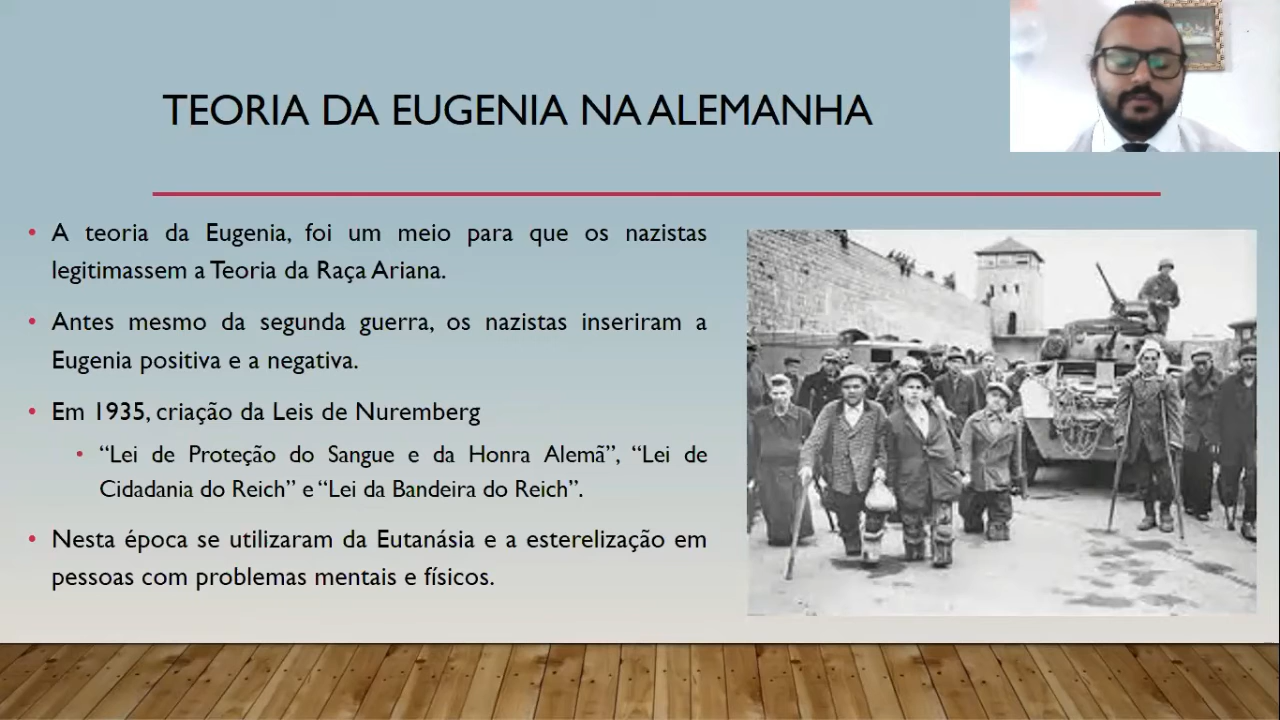 TEORIA DA EUGENIA NA ALEMANHA
• A teoria da Eugenia, foi um meio para que os nazistas
legitimassem a Teoria da Raça Ariana.
• Antes mesmo da segunda guerra, os nazistas inseriram a
Eugenia positiva e a negativa.
• Em 1935, criação da Leis de Nuremberg
• “Lei de Proteção do Sangue e da Honra Alemã”, “Lei de
Cidadania do Reich” e “Lei da Bandeira do Reich”.
• Nesta época se utilizaram da Eutanásia e a esterelização em
pessoas com problemas mentais e físicos.